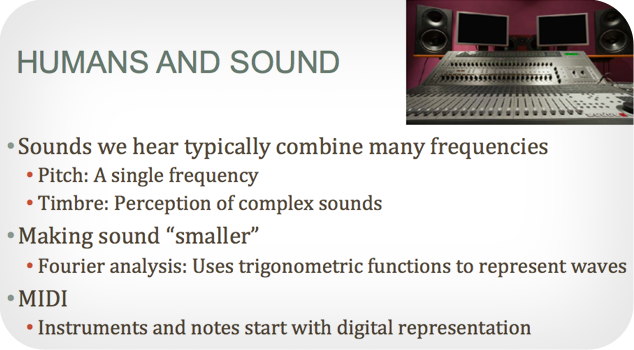 HUMANS AND SOUND
• Sounds we hear typically combine many frequencies
• Pitch: A single frequency
• Timbre: Perception of complex sounds
• Making sound “smaller”
• Fourier analysis: Uses trigonometric functions to represent waves
• MIDI
• Instruments and notes start with digital representation